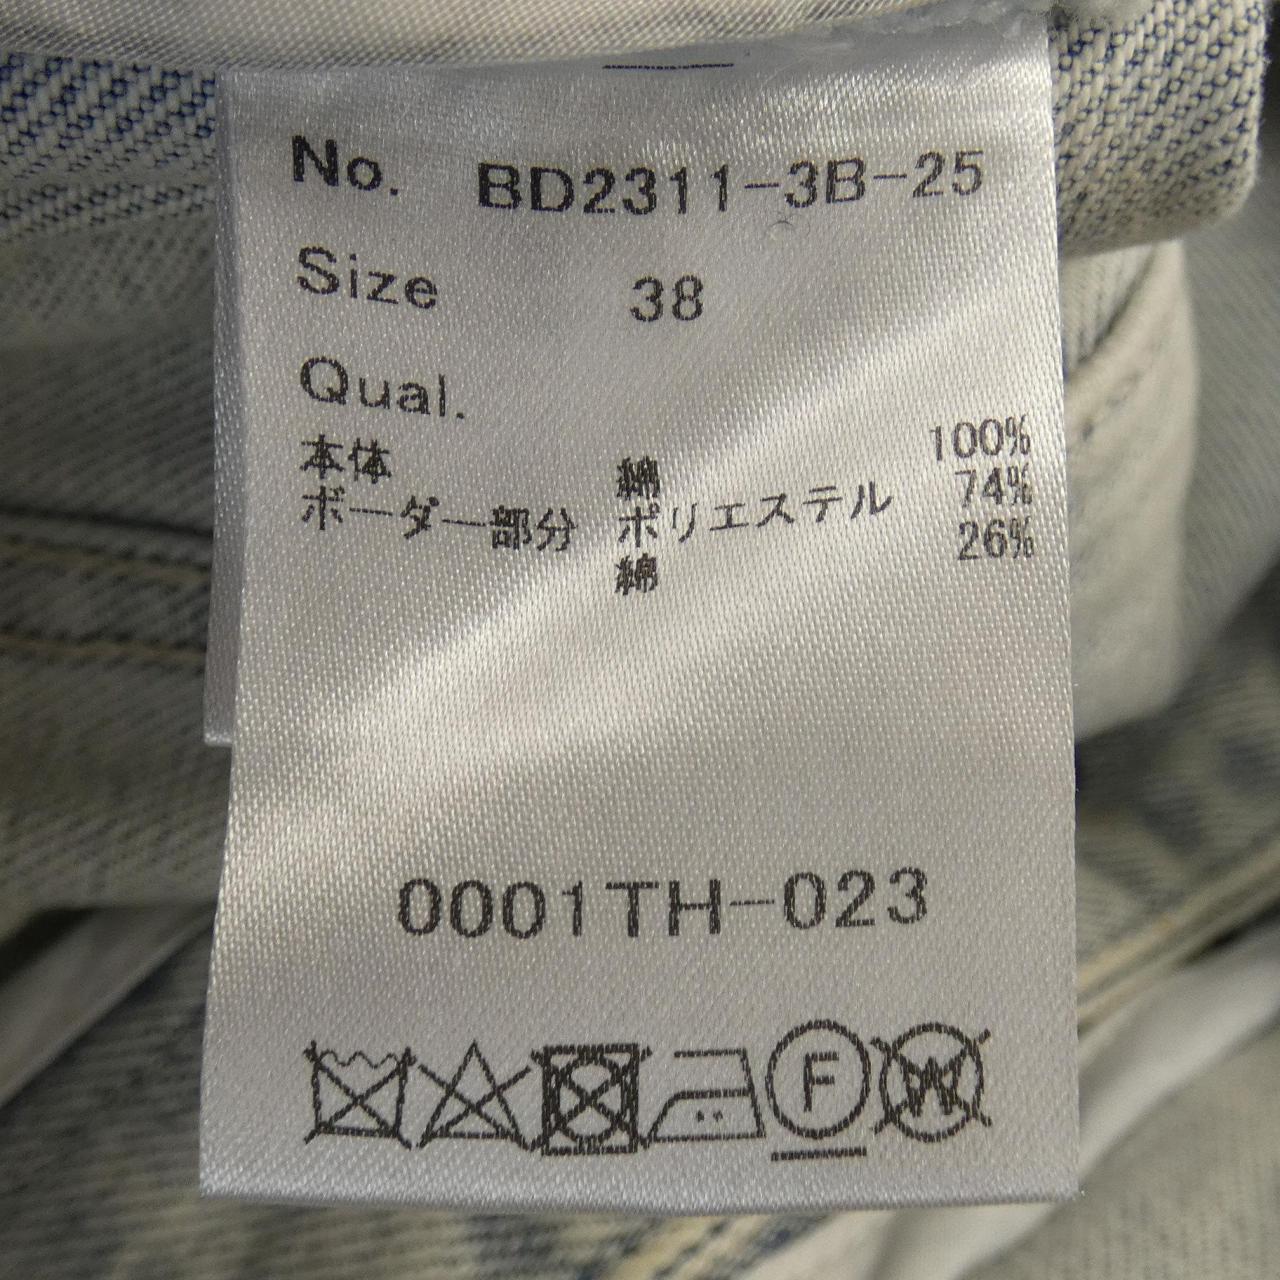 No. BD2311-3B-25
Size 38
Qual.
本体 綿 100%
ボーダー部分 ポリエステル 74%
綿 26%
0001TH-023
F W